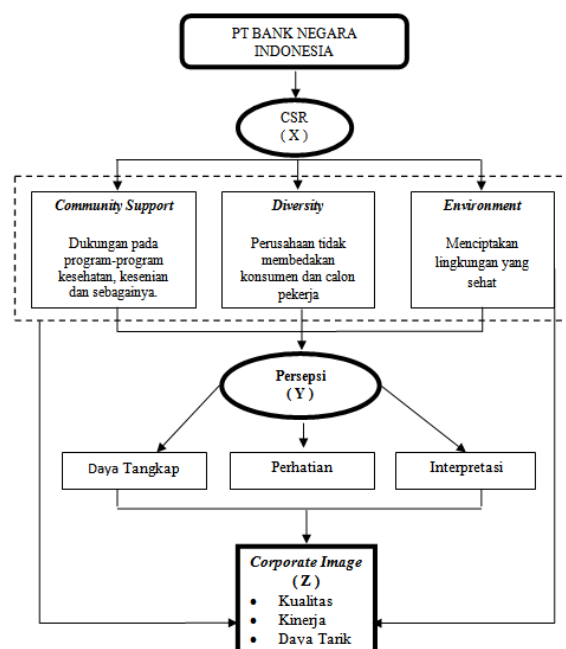 PT BANK NEGARA
INDONESIA
CSR
( X )
Community Support
Dukungan pada
program-program
kesehatan, kesenian
dan sebagainya.
Diversity
Perusahaan tidak
membedakan
konsumen dan calon
pekerja
Environment
Menciptakan
lingkungan yang
sehat
Persepsi
( Y )
Daya Tangkap
Perhatian
Interpretasi
Corporate Image
( Z )
• Kualitas
• Kinerja
• Daya Tarik